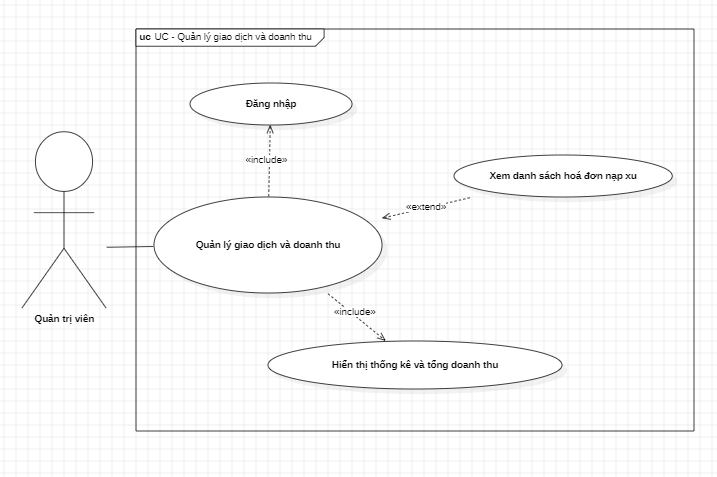 uc UC - Quản lý giao dịch và doanh thu
Đăng nhập
«include»
Xem danh sách hoá đơn nạp xu
«extend»
Quản lý giao dịch và doanh thu
«include»
Quản trị viên
Hiển thị thống kê và tổng doanh thu